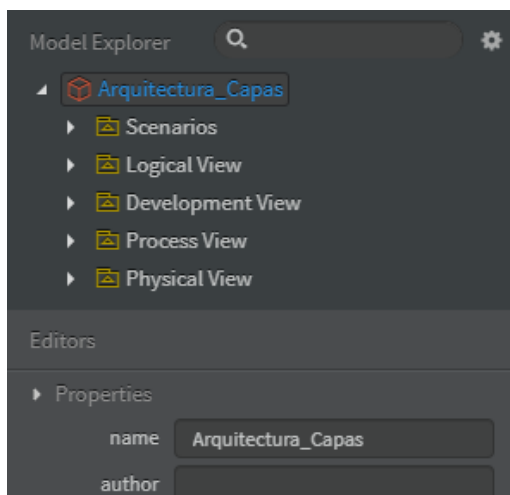 Model Explorer
Arquitectura_Capas
Scenarios
Logical View
Development View
Process View
Physical View
Editors
Properties
name Arquitectura_Capas
author